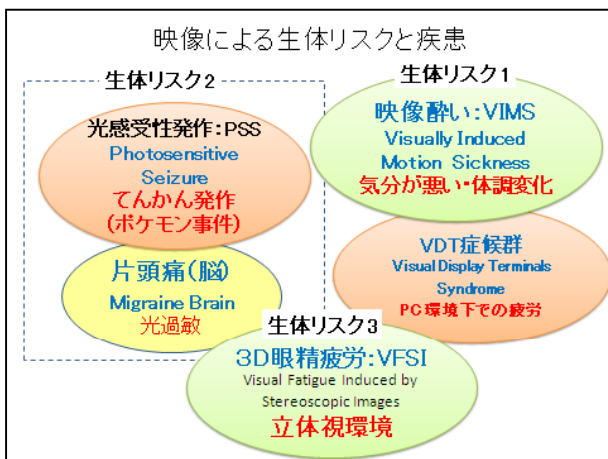 映像による生体リスクと疾患
生体リスク2
光感受性発作:PSS
Photosensitive
Seizure
てんかん発作
(ポケモン事件)
片頭痛(脳)
Migraine Brain
光過敏
生体リスク1
映像酔い:VIMS
Visually Induced
Motion Sickness
気分が悪い・体調変化
VDT症候群
Visual Display Terminals
Syndrome
PC環境下での疲労
生体リスク3
3D眼精疲労:VFSI
Visual Fatigue Induced by
Stereoscopic Images
立体視環境